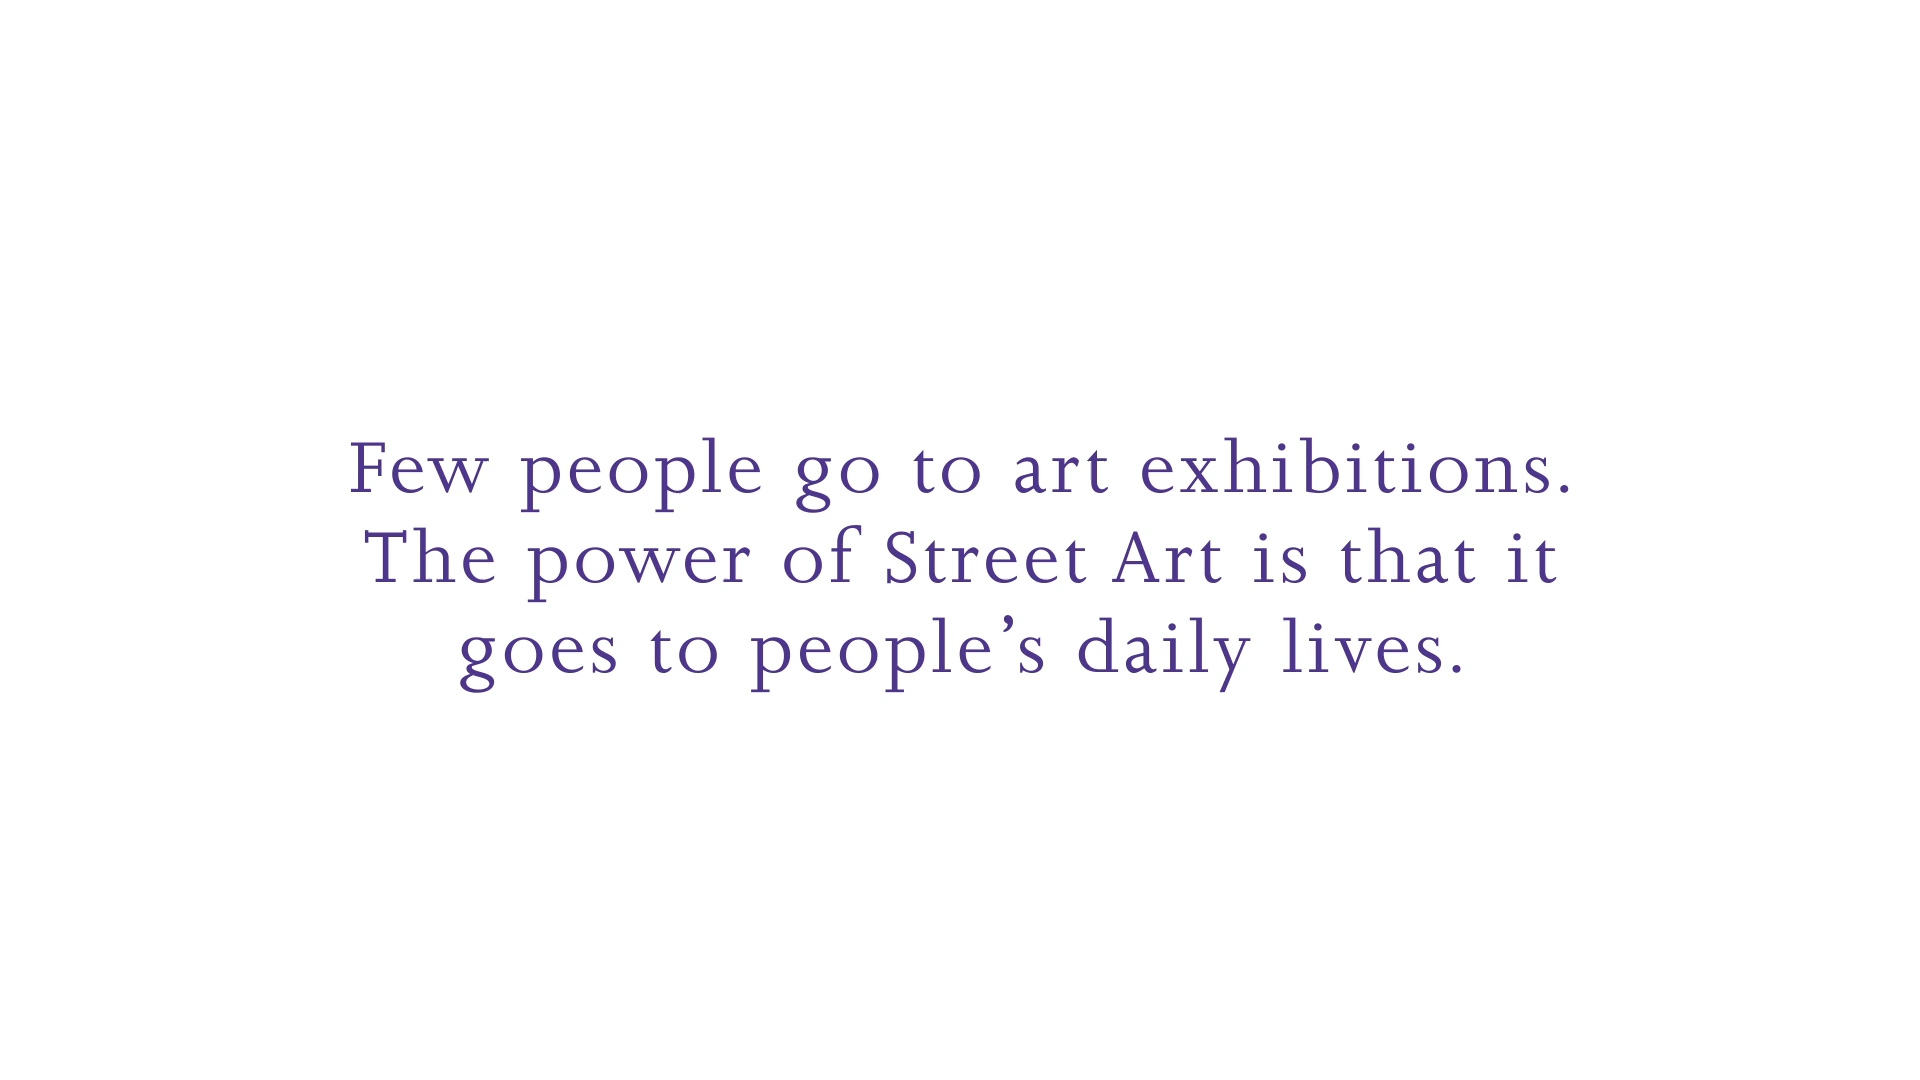 Few people go to art exhibitions.
The power of Street Art is that it
goes to people’s daily lives.